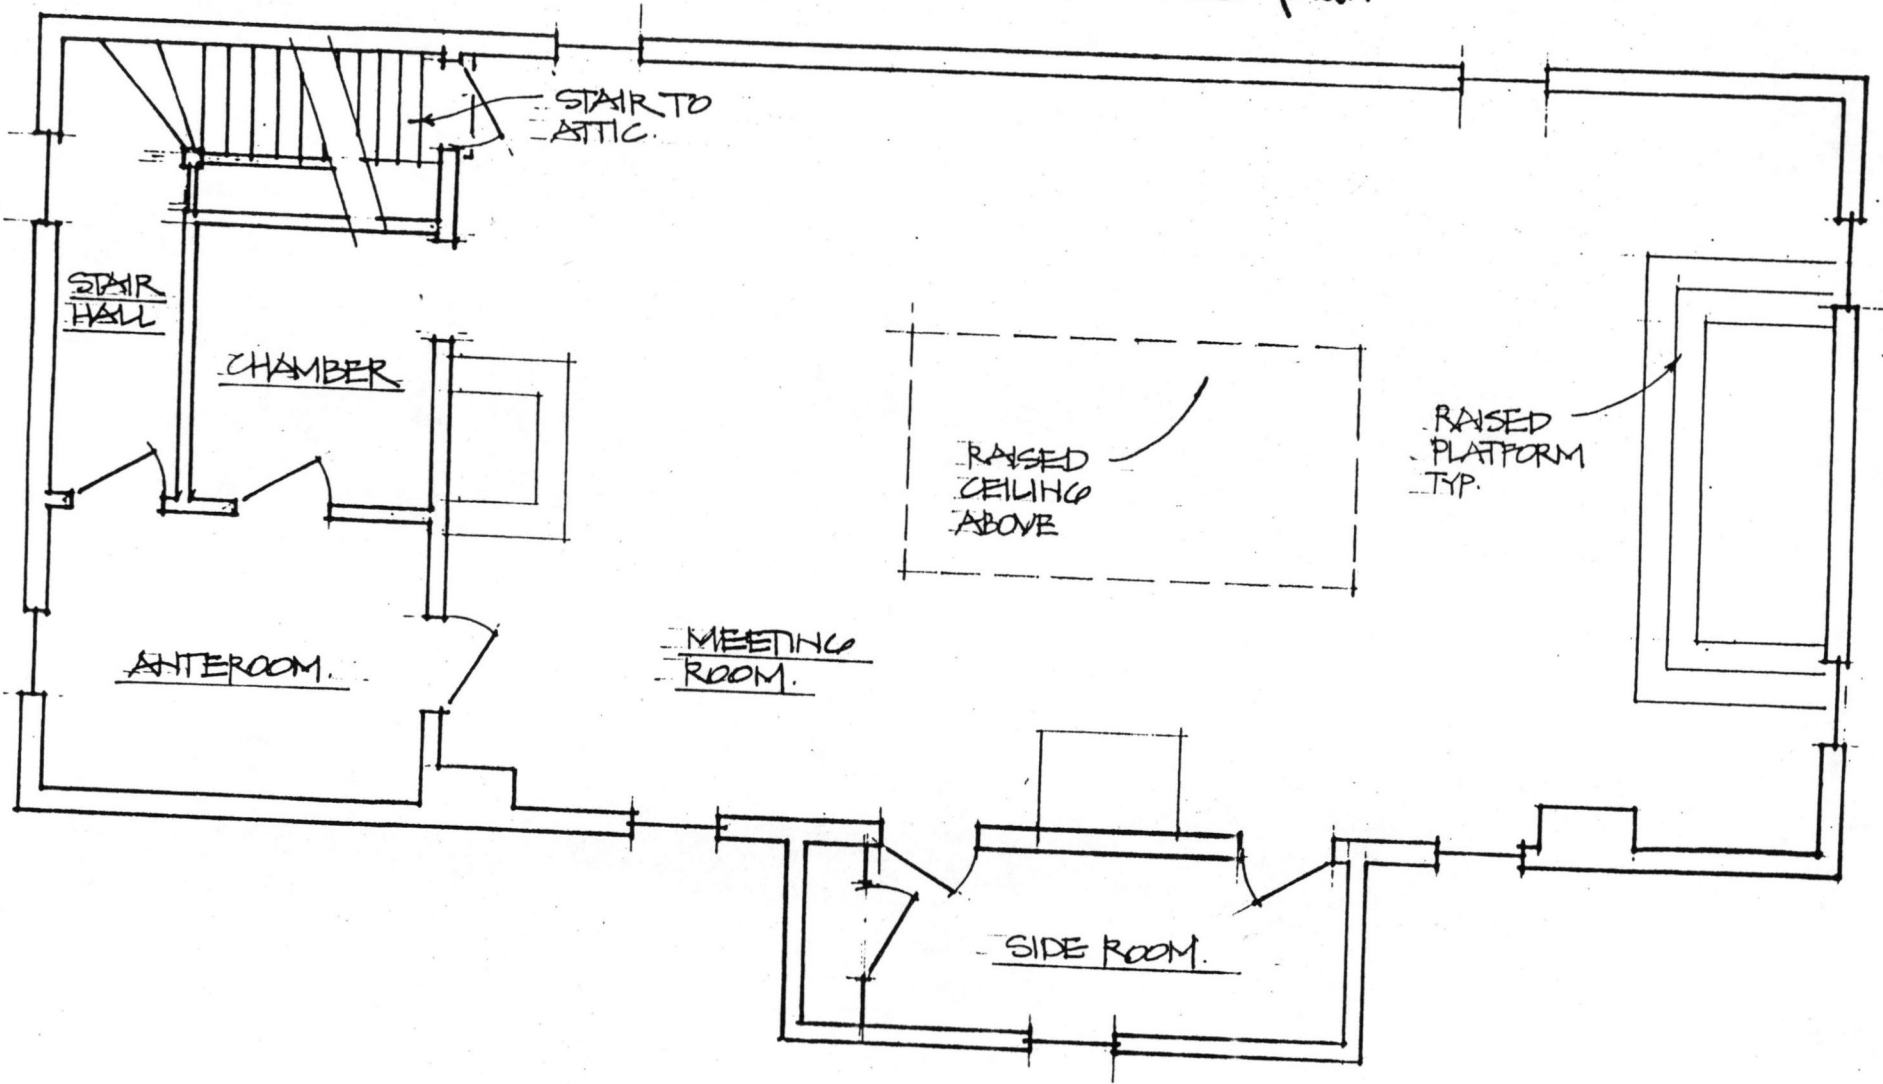 STAIR TO
ATTIC.
STAIR
HALL
CHAMBER
RAISED
CEILING
ABOVE
RAISED
PLATFORM
TYP.
MEETING
ROOM.
ANTEROOM.
SIDE ROOM.